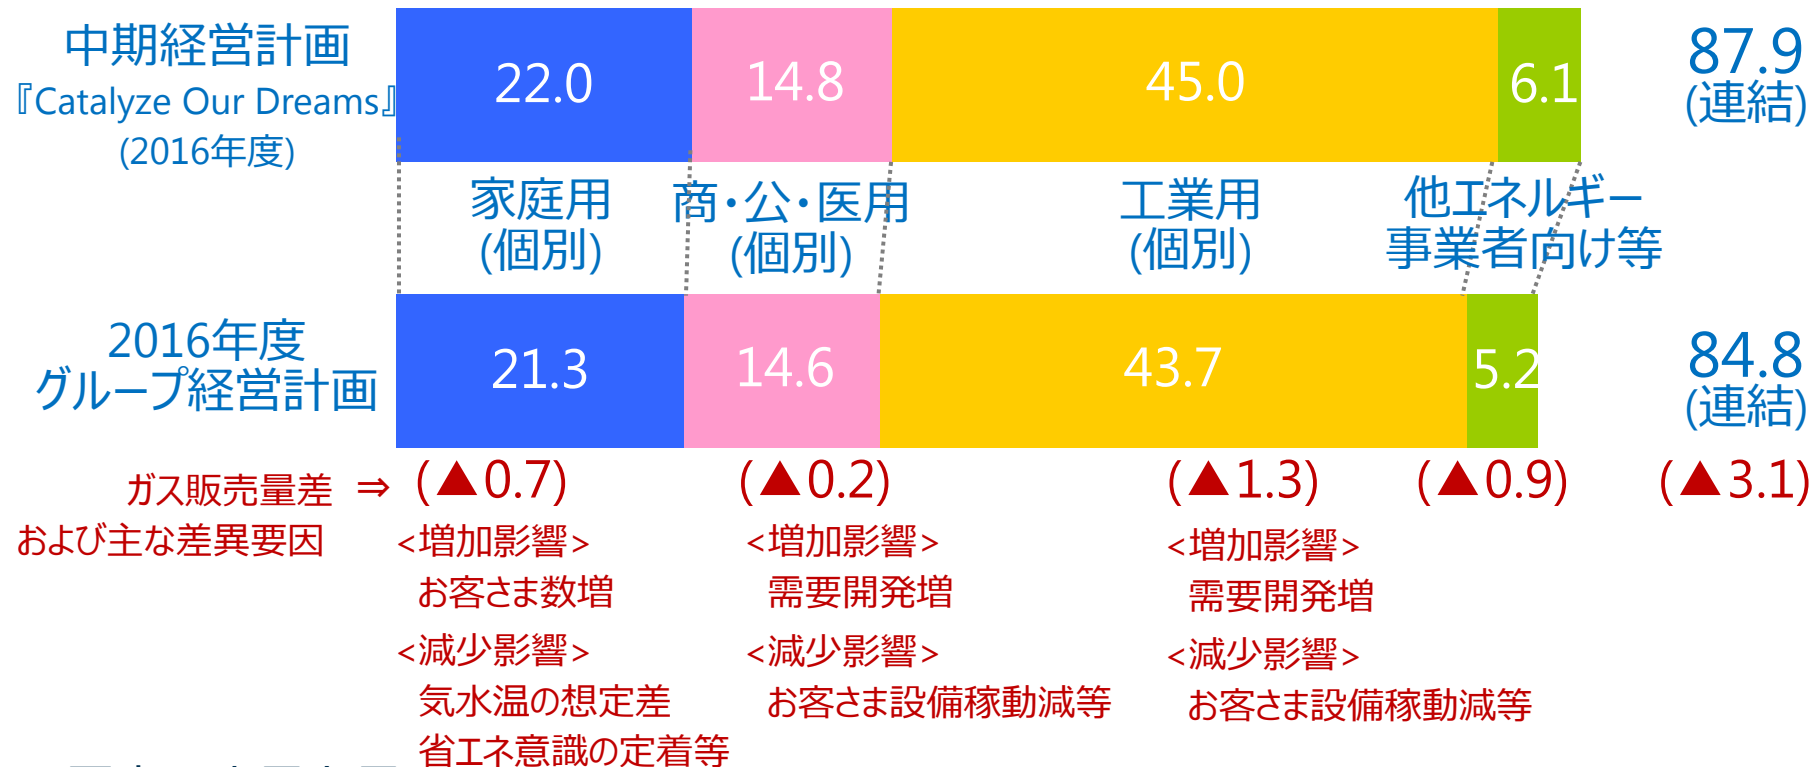 中期経営計画
『Catalyze Our Dreams』
(2016年度)
22.0
14.8
45.0
6.1
87.9
(連結)
家庭用
(個別)
商・公・医用
(個別)
工業用
(個別)
他エネルギー
事業者向け等
2016年度
グループ経営計画
21.3
14.6
43.7
5.2
84.8
(連結)
ガス販売量差 ⇒
および主な差異要因
(▲0.7)
(▲0.2)
(▲1.3)
(▲0.9)
(▲3.1)
<増加影響>
お客さま数増
<減少影響>
気水温の想定差
省エネ意識の定着等
<増加影響>
需要開発増
<減少影響>
お客さま設備稼動減等
<増加影響>
需要開発増
<減少影響>
お客さま設備稼動減等